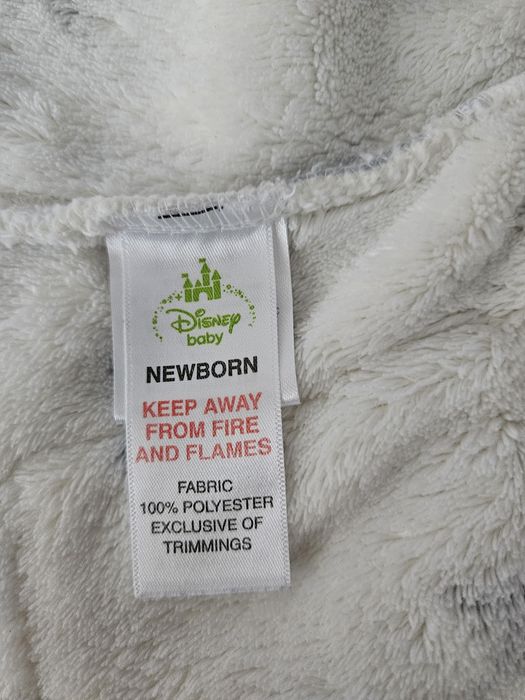 Disney
baby
NEWBORN
KEEP AWAY
FROM FIRE
AND FLAMES
FABRIC
100% POLYESTER
EXCLUSIVE OF
TRIMMINGS